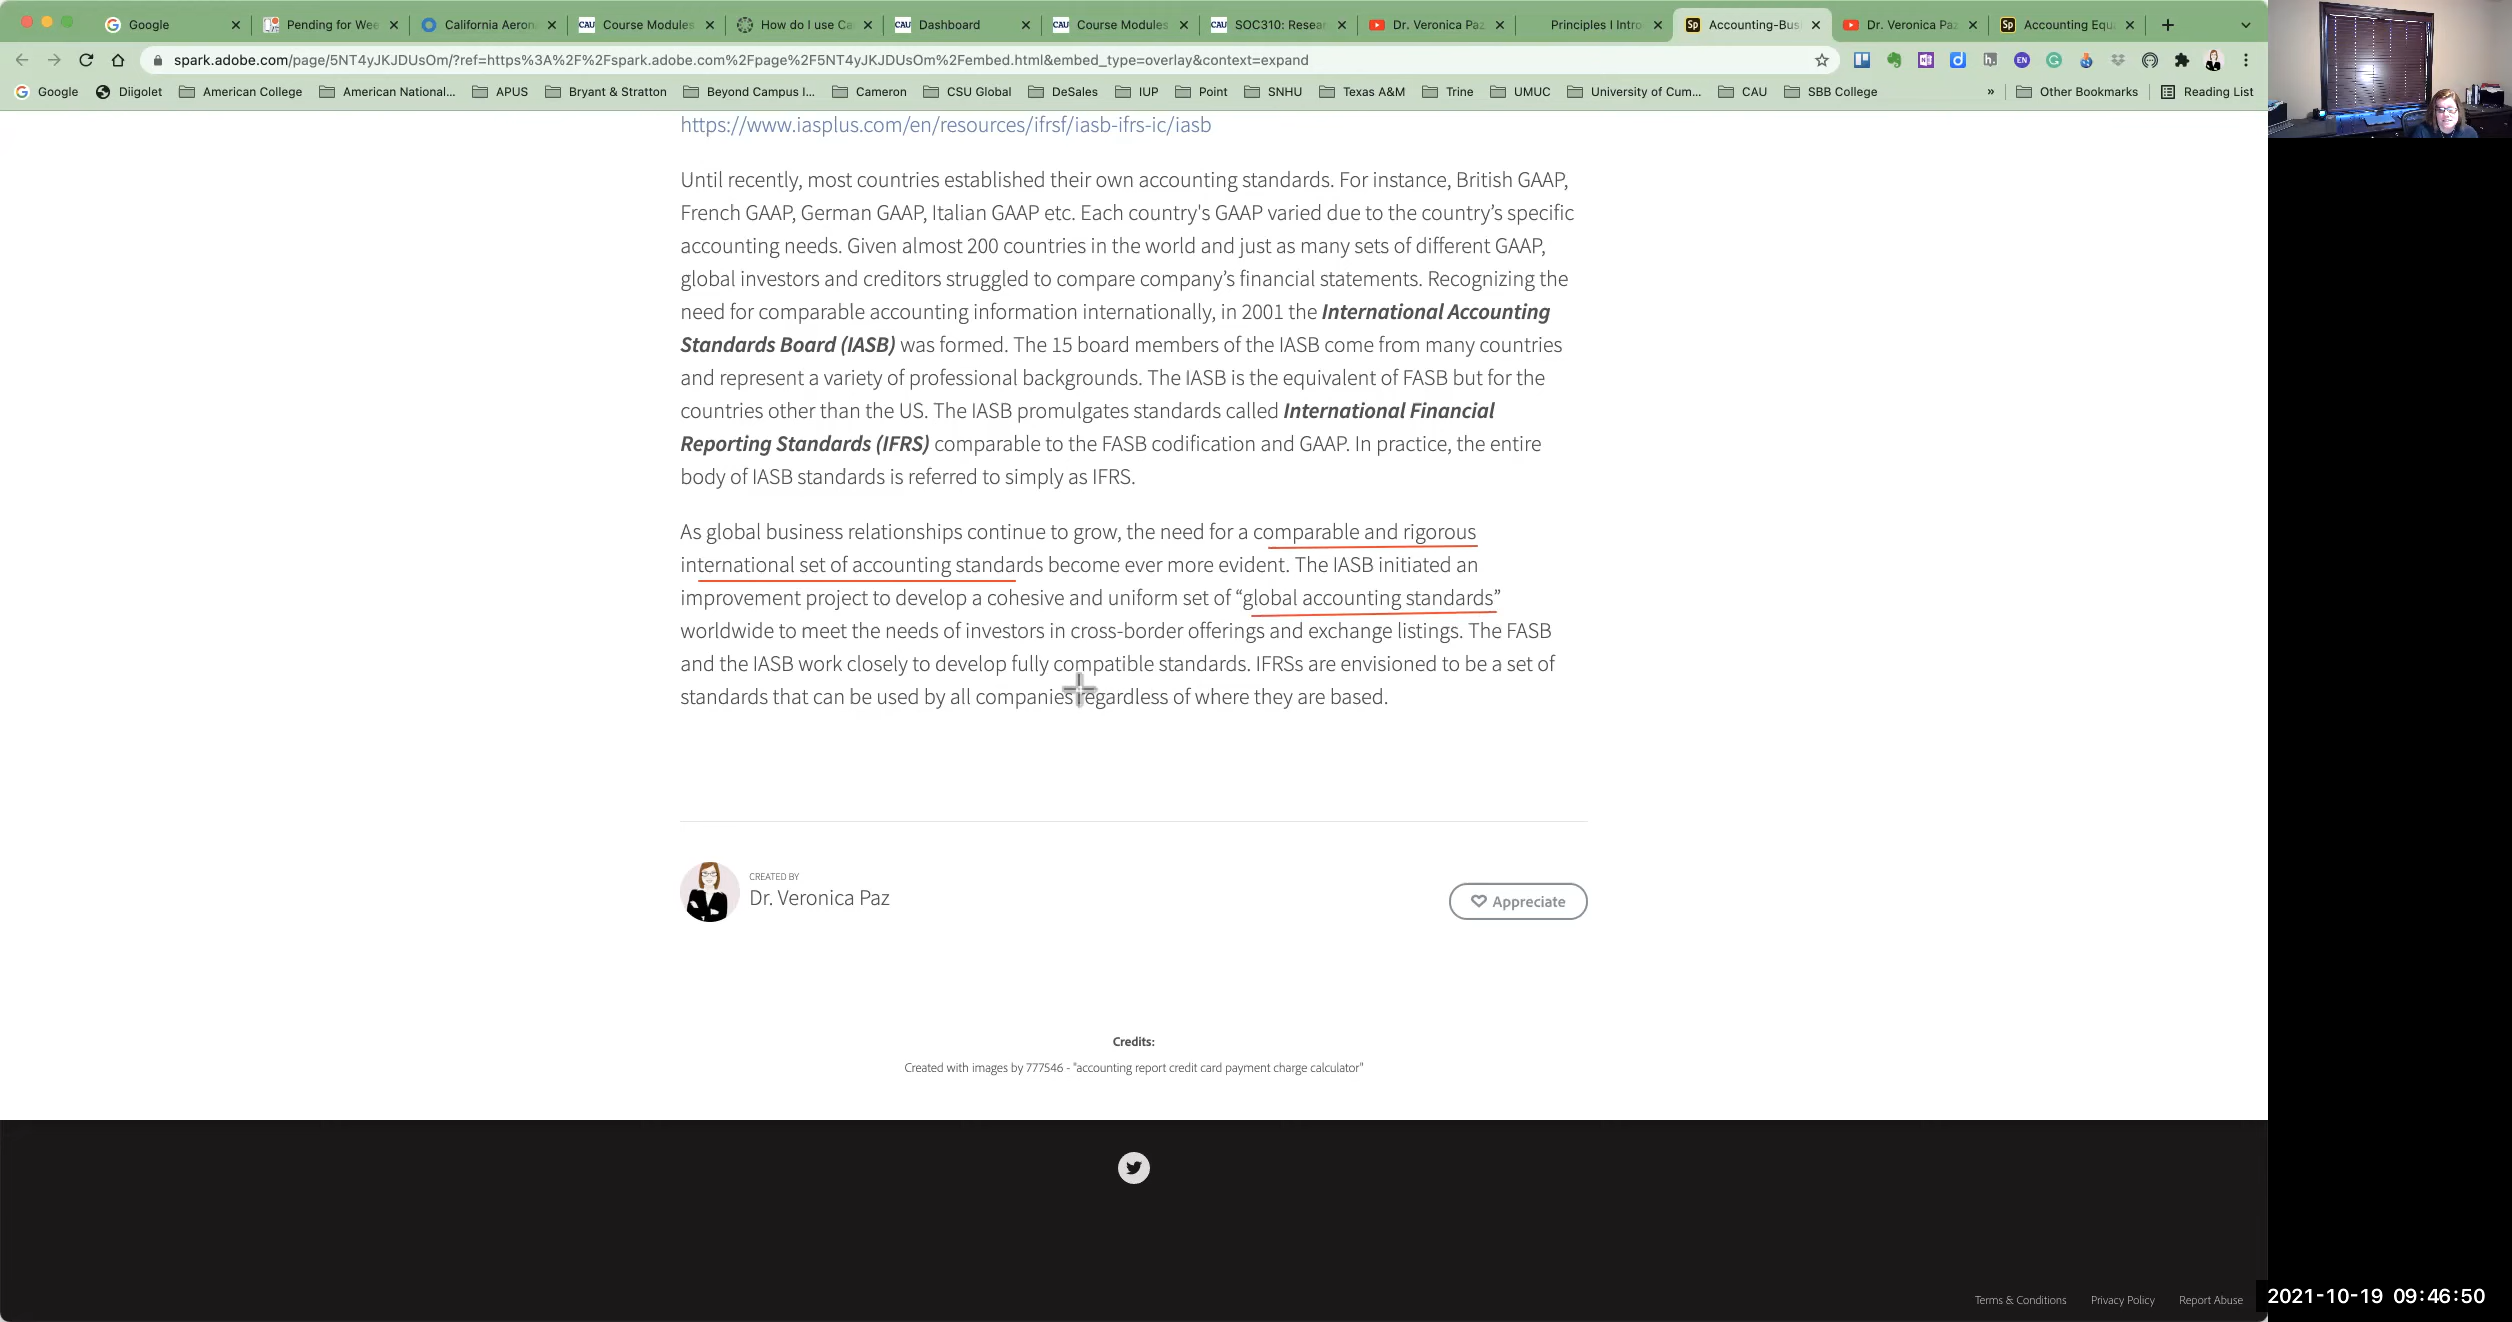 Google
Pending for Wee
California Aerona
Course Modules
How do I use Ca
Dashboard
Course Modules
SOC310: Resear
Dr. Veronica Paz
Principles I Intro
Accounting-Bus
Dr. Veronica Paz
Accounting Equ
spark.adobe.com/page/5NT4yJKJDUsOm/?ref=https%3A%2F%2Fspark.adobe.com%2Fpage%2F5NT4yJKJDUsOm%2Fembed.html&embed_type=overlay&context=expand
Google
Diigolet
American College
American National...
APUS
Bryant & Stratton
Beyond Campus I...
Cameron
CSU Global
DeSales
IUP
Point
SNHU
Texas A&M
Trine
UMUC
University of Cum...
CAU
SBB College
»
Other Bookmarks
Reading List
https://www.iasplus.com/en/resources/ifrsf/iasb-ifrs-ic/iasb
Until recently, most countries established their own accounting standards. For instance, British GAAP,
French GAAP, German GAAP, Italian GAAP etc. Each country's GAAP varied due to the country’s specific
accounting needs. Given almost 200 countries in the world and just as many sets of different GAAP,
global investors and creditors struggled to compare company’s financial statements. Recognizing the
need for comparable accounting information internationally, in 2001 the International Accounting
Standards Board (IASB) was formed. The 15 board members of the IASB come from many countries
and represent a variety of professional backgrounds. The IASB is the equivalent of FASB but for the
countries other than the US. The IASB promulgates standards called International Financial
Reporting Standards (IFRS) comparable to the FASB codification and GAAP. In practice, the entire
body of IASB standards is referred to simply as IFRS.
As global business relationships continue to grow, the need for a comparable and rigorous
international set of accounting standards become ever more evident. The IASB initiated an
improvement project to develop a cohesive and uniform set of “global accounting standards”
worldwide to meet the needs of investors in cross-border offerings and exchange listings. The FASB
and the IASB work closely to develop fully compatible standards. IFRSs are envisioned to be a set of
standards that can be used by all companies regardless of where they are based.
CREATED BY
Dr. Veronica Paz
Appreciate
Credits:
Created with images by 777546 - "accounting report credit card payment charge calculator"
Terms & Conditions
Privacy Policy
Report Abuse
2021-10-19 09:46:50